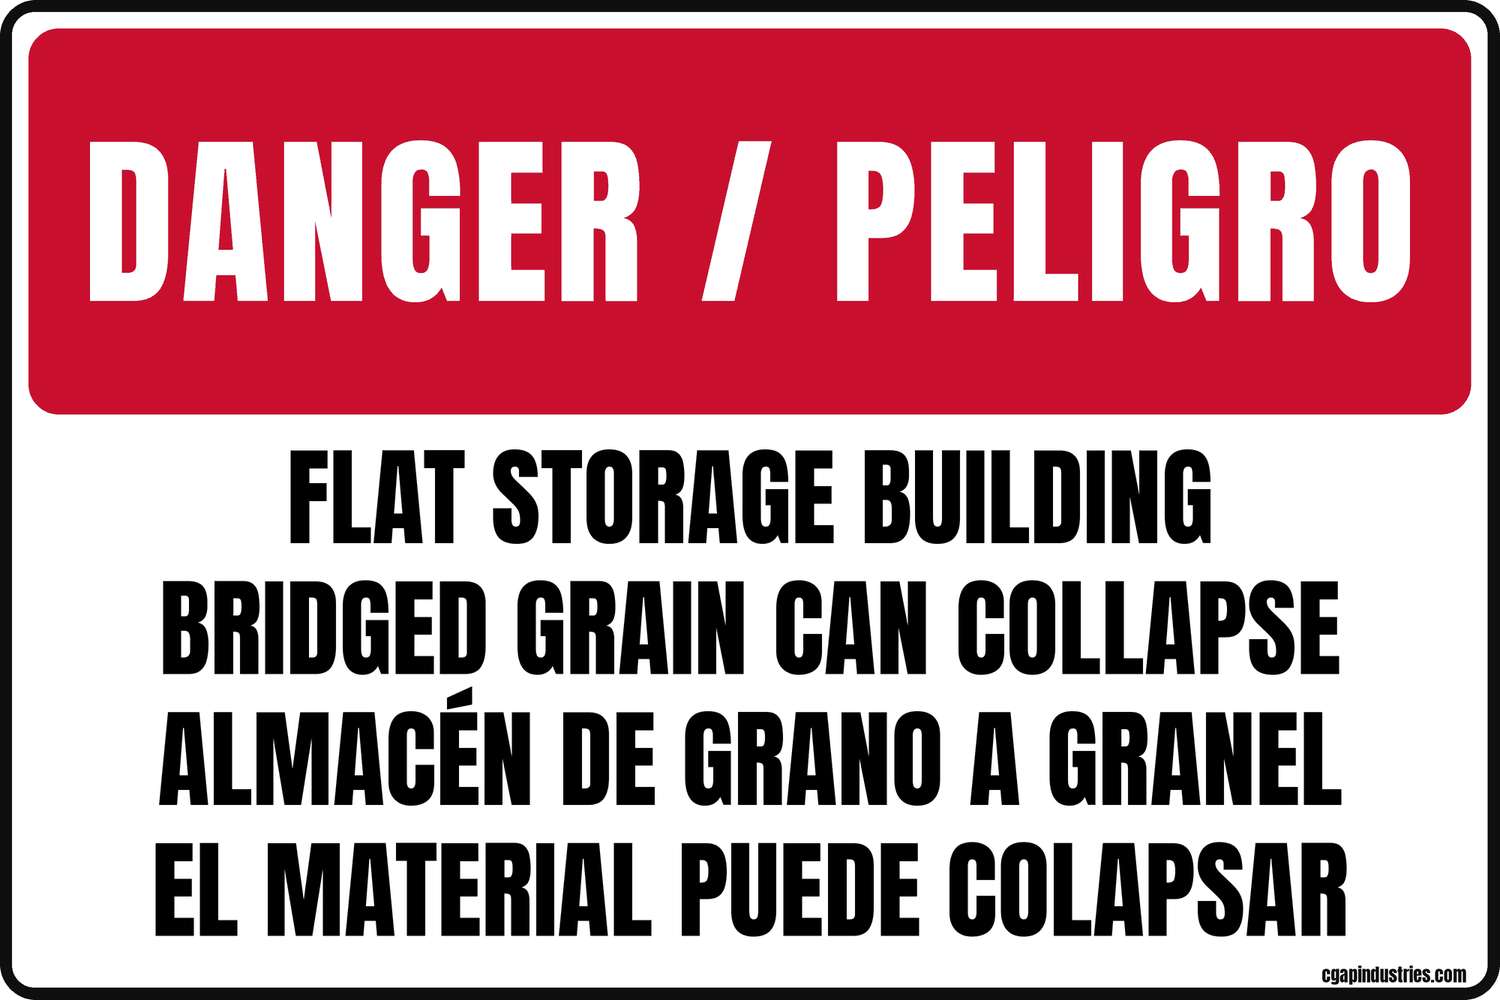 DANGER / PELIGRO
FLAT STORAGE BUILDING
BRIDGED GRAIN CAN COLLAPSE
ALMACÉN DE GRANO A GRANEL
EL MATERIAL PUEDE COLAPSAR
cgapindustries.com